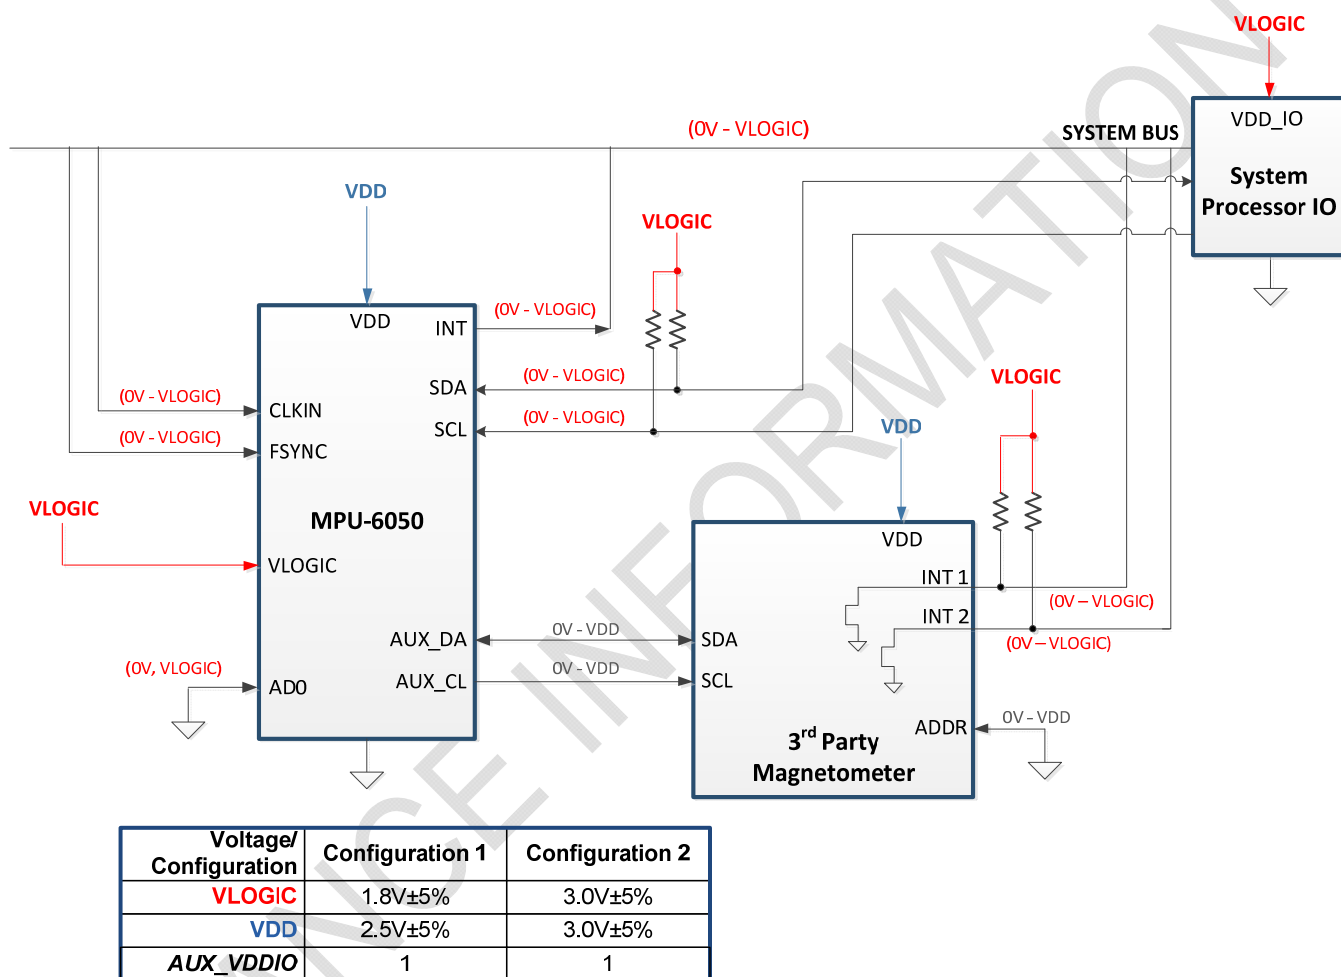 VLOGIC
(0V - VLOGIC)
SYSTEM BUS
VDD_IO
System
Processor IO
VDD
VLOGIC
VDD
INT
(0V - VLOGIC)
SDA
(0V - VLOGIC)
VLOGIC
(0V - VLOGIC)
CLKIN
SCL
(0V - VLOGIC)
VDD
(0V - VLOGIC)
FSYNC
VLOGIC
MPU-6050
VDD
VLOGIC
INT 1
(0V – VLOGIC)
INT 2
(0V – VLOGIC)
AUX_DA
0V - VDD
SDA
(0V, VLOGIC)
AD0
AUX_CL
0V - VDD
SCL
ADDR
0V - VDD
3rd Party
Magnetometer
Voltage/
Configuration
Configuration 1
Configuration 2
VLOGIC 1.8V±5% 3.0V±5%
VDD 2.5V±5% 3.0V±5%
AUX_VDDIO 1 1
ANCE INFORMATION